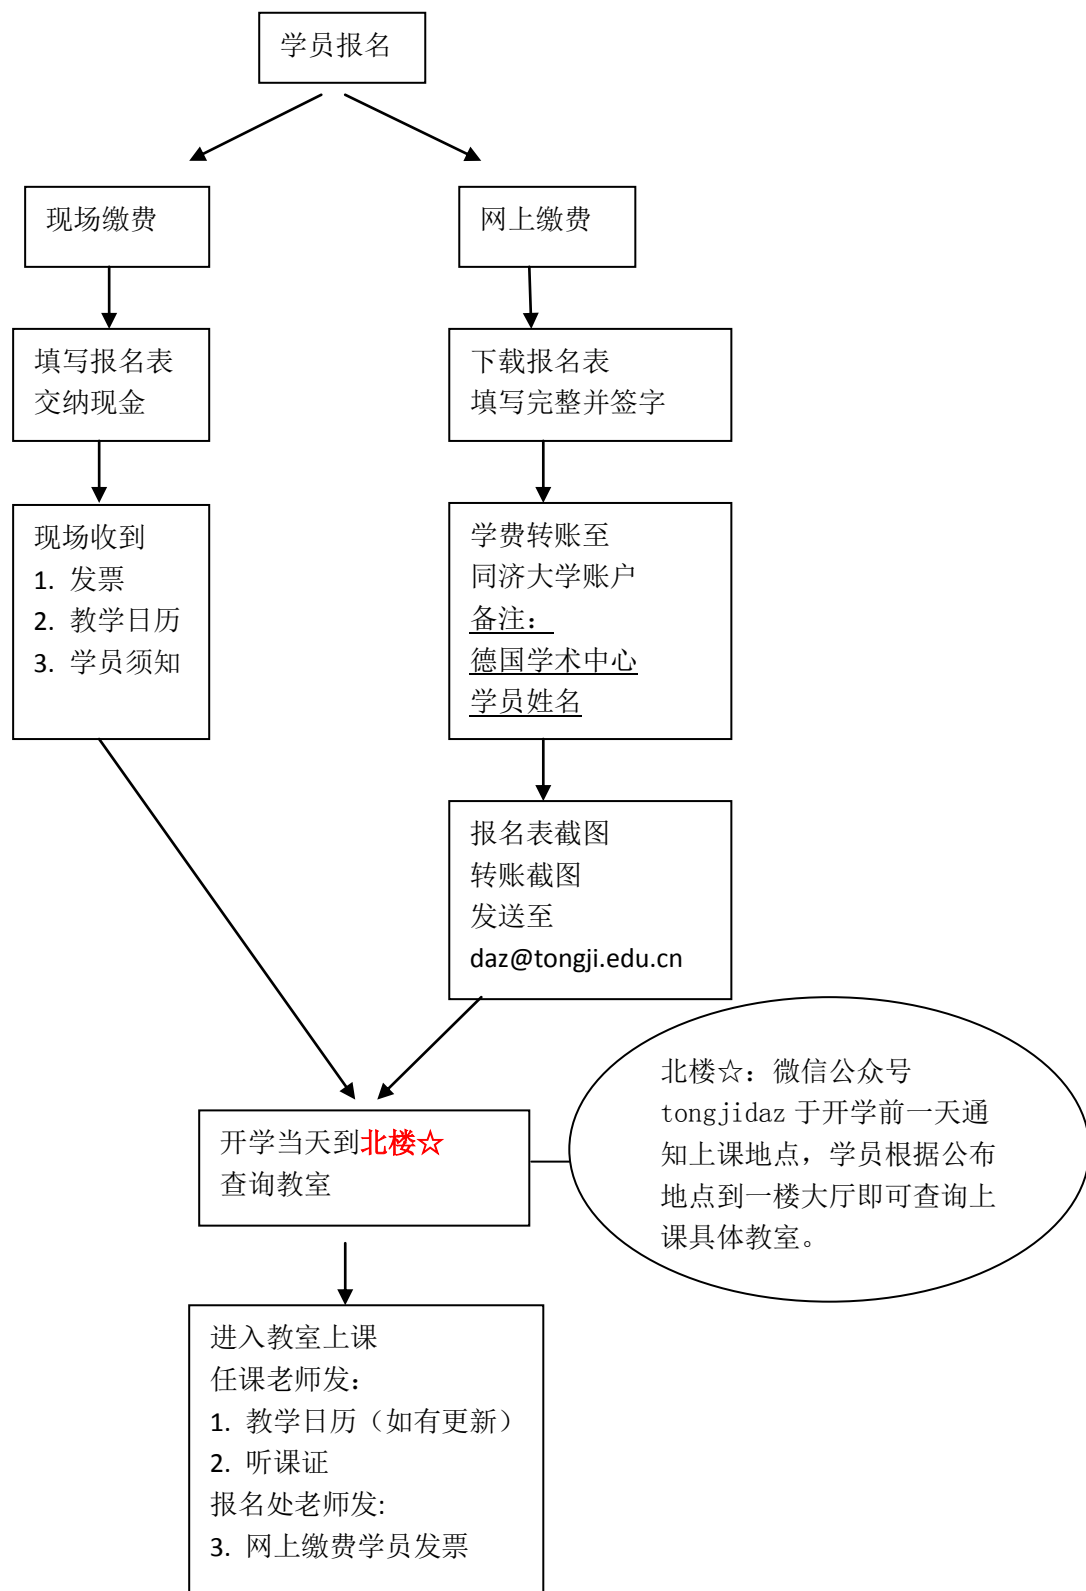 学员报名
现场缴费
网上缴费
填写报名表
交纳现金
下载报名表
填写完整并签字
现场收到
1. 发票
2. 教学日历
3. 学员须知
学费转账至
同济大学账户
备注：
德国学术中心
学员姓名
报名表截图
转账截图
发送至
daz@tongji.edu.cn
北楼☆：微信公众号
tongjidaz 于开学前一天通
知上课地点，学员根据公布
地点到一楼大厅即可查询上
课具体教室。
开学当天到北楼☆
查询教室
进入教室上课
任课老师发：
1. 教学日历（如有更新）
2. 听课证
报名处老师发:
3. 网上缴费学员发票